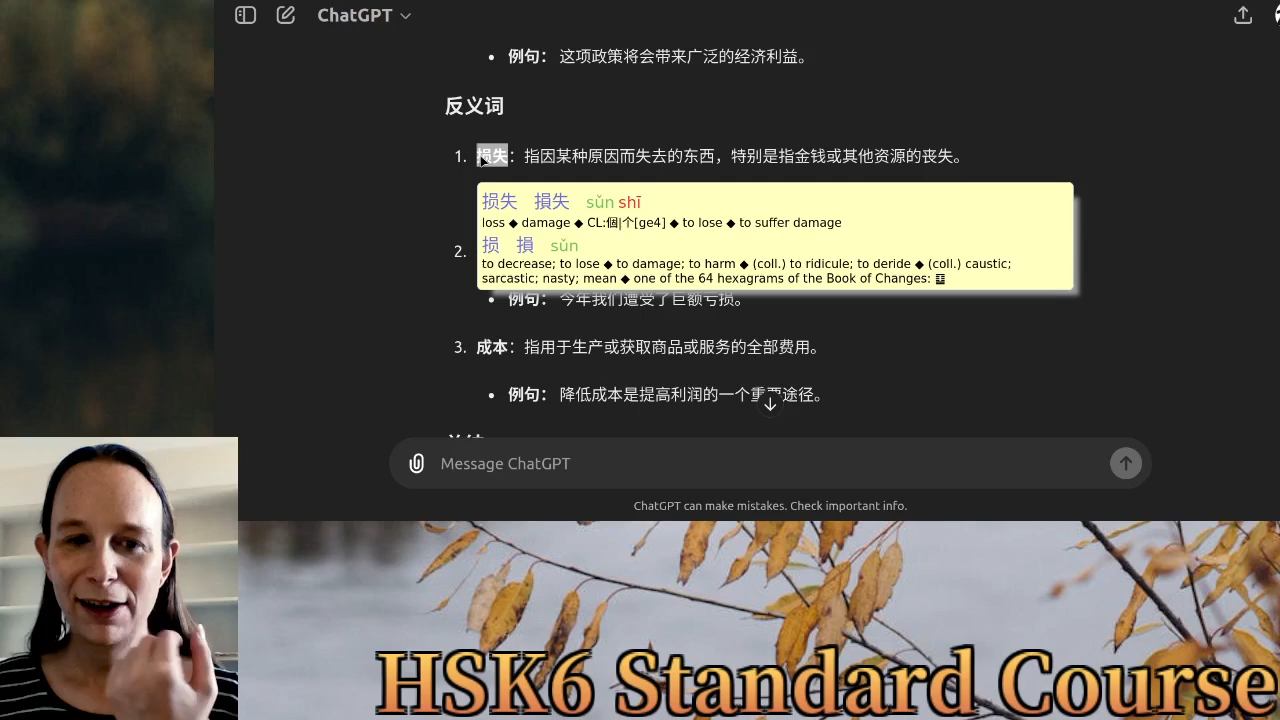 ChatGPT
例句： 这项政策将会带来广泛的经济利益。
反义词
1. 损失：指因某种原因而失去的东西，特别是指金钱或其他资源的丧失。
损失 損失 sǔn shī
loss ◆ damage ◆ CL:個|个[ge4] ◆ to lose ◆ to suffer damage
损 損 sǔn
2.
to decrease; to lose ◆ to damage; to harm ◆ (coll.) to ridicule; to deride ◆ (coll.) caustic;
sarcastic; nasty; mean ◆ one of the 64 hexagrams of the Book of Changes: ䷨
例句： 今年我们遭受了巨额亏损。
3. 成本：指用于生产或获取商品或服务的全部费用。
例句： 降低成本是提高利润的一个重要途径。
Message ChatGPT
ChatGPT can make mistakes. Check important info.
HSK6 Standard Course